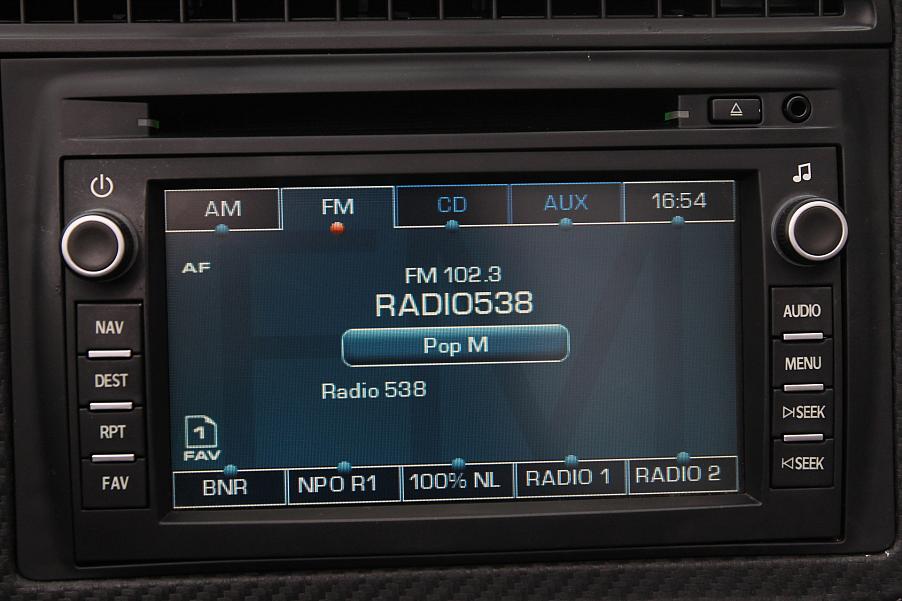 AM FM CD AUX 16:54
AF
FM 102.3
RADIO538
Pop M
Radio 538
1
FAV
BNR NPO R1 100% NL RADIO 1 RADIO 2
NAV
DEST
RPT
FAV
AUDIO
MENU
SEEK
SEEK